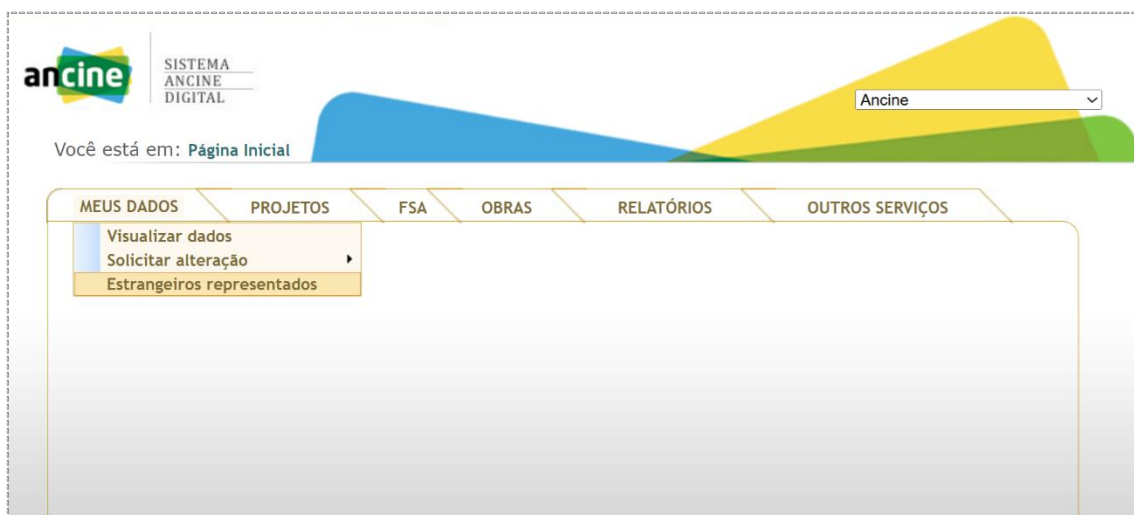 ancine
SISTEMA
ANCINE
DIGITAL
Ancine
Você está em: Página Inicial
MEUS DADOS PROJETOS FSA OBRAS RELATÓRIOS OUTROS SERVIÇOS
Visualizar dados
Solicitar alteração
Estrangeiros representados